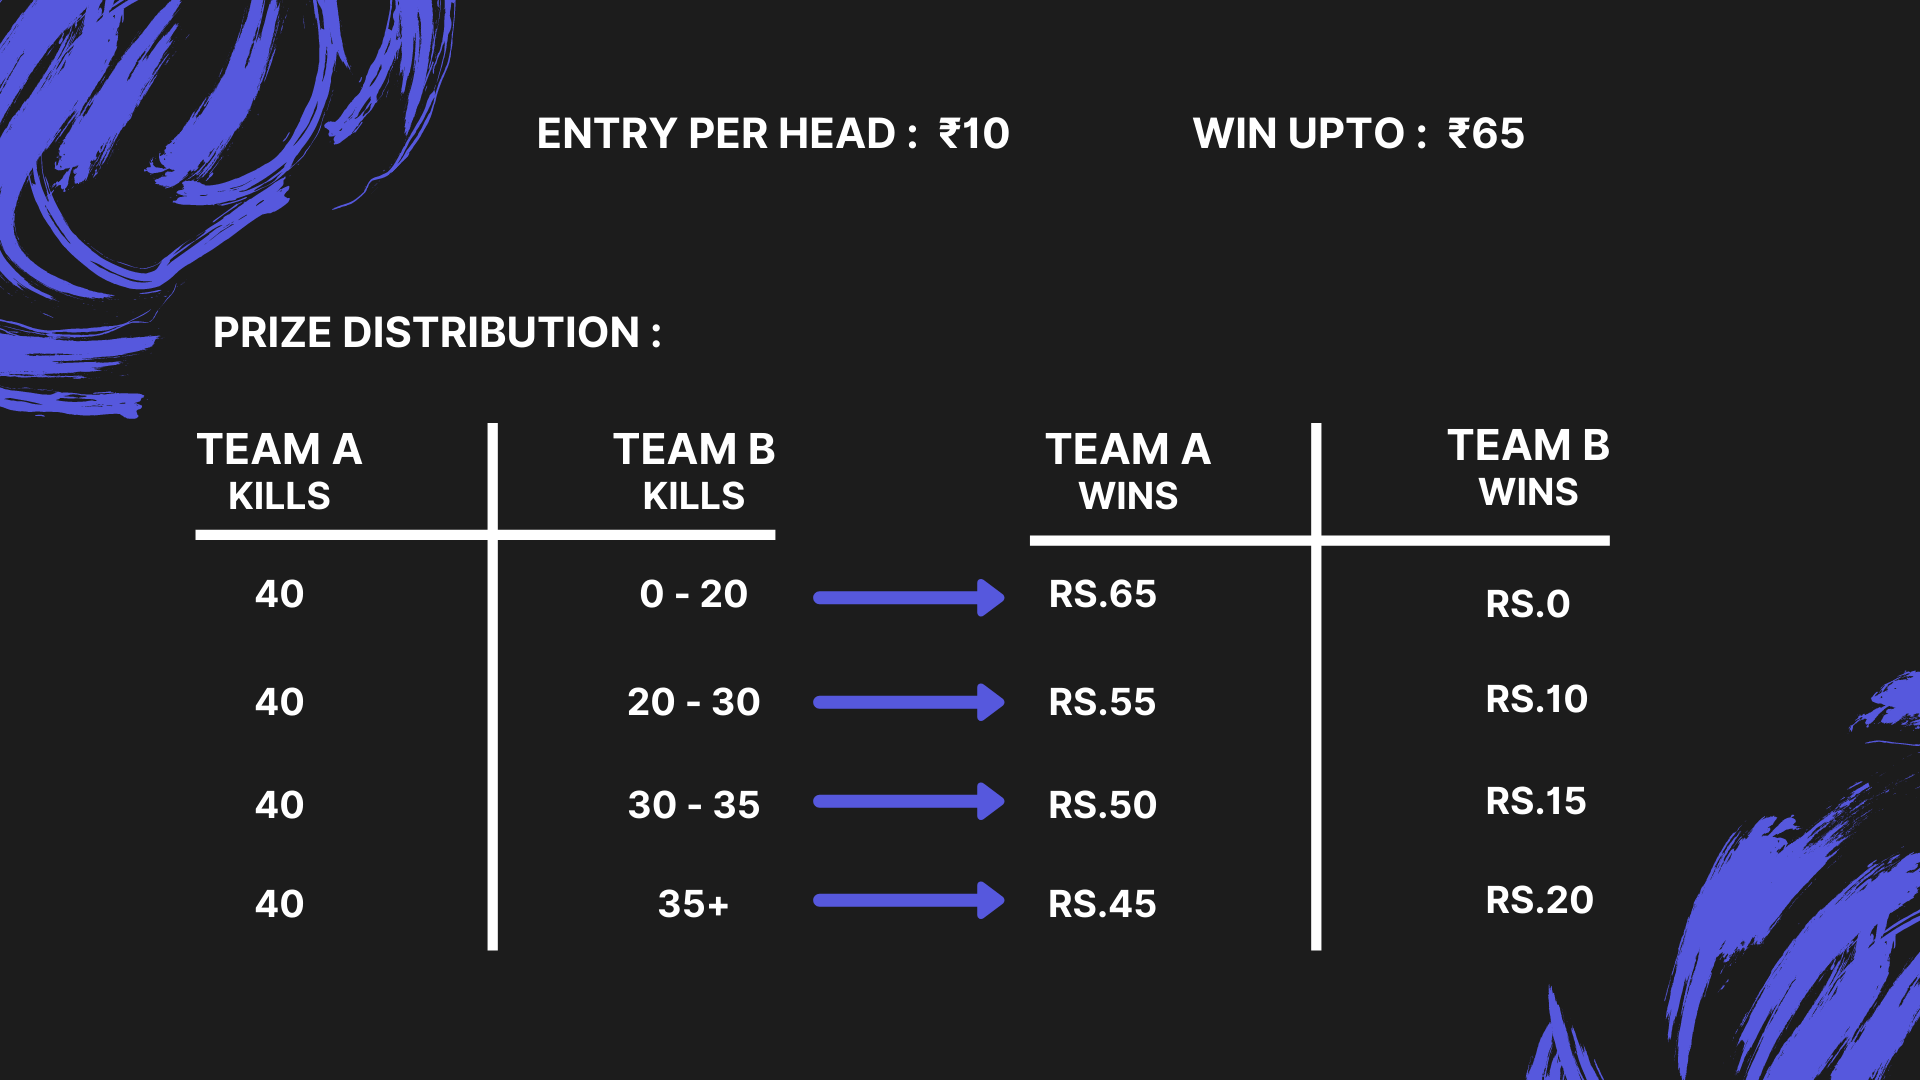 ENTRY PER HEAD : ₹10
WIN UPTO : ₹65
PRIZE DISTRIBUTION :
TEAM A
KILLS
TEAM B
KILLS
TEAM A
WINS
TEAM B
WINS
40
0 - 20
RS.65
RS.0
40
20 - 30
RS.55
RS.10
40
30 - 35
RS.50
RS.15
40
35+
RS.45
RS.20